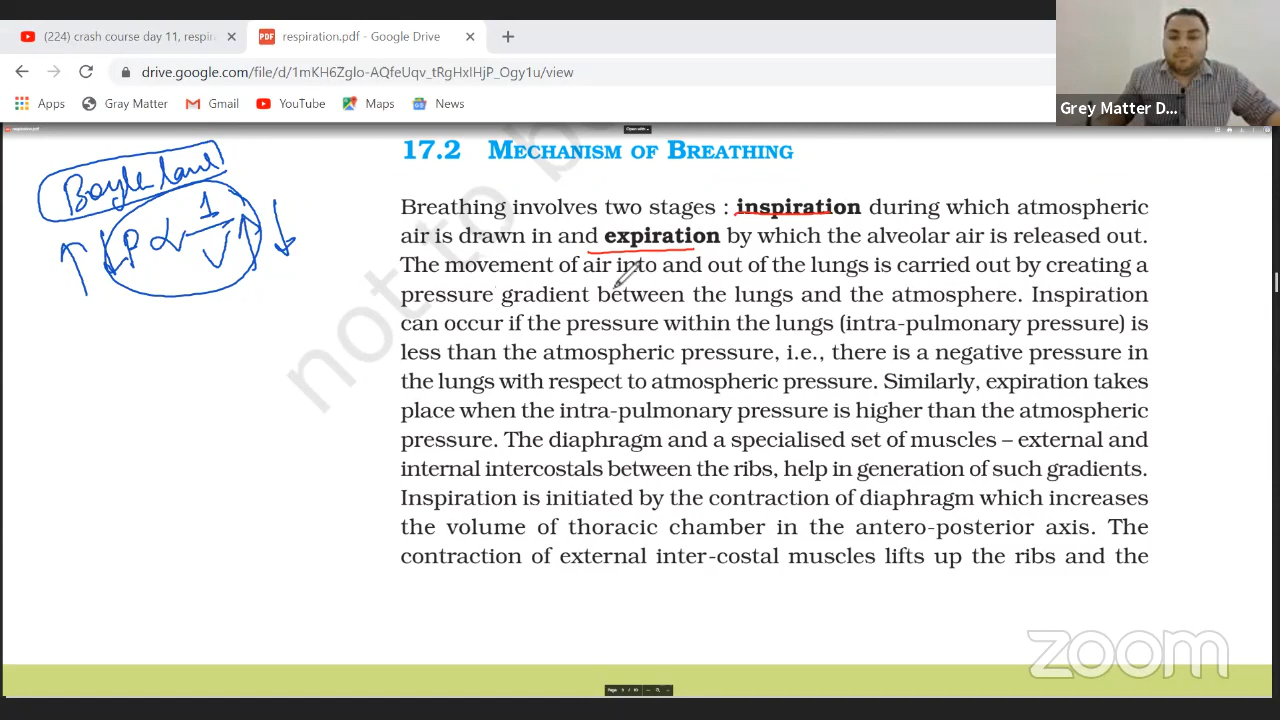 (224) crash course day 11, respir
respiration.pdf - Google Drive
drive.google.com/file/d/1mKH6Zglo-AQfeUqv_tRgHxIHjP_Ogy1u/view
Apps
Gray Matter
Gmail
YouTube
Maps
News
Grey Matter D...
respiration.pdf
Open with
Boyle law
P ∝ 1/V
not to b
17.2 MECHANISM OF BREATHING
Breathing involves two stages : inspiration during which atmospheric
air is drawn in and expiration by which the alveolar air is released out.
The movement of air into and out of the lungs is carried out by creating a
pressure gradient between the lungs and the atmosphere. Inspiration
can occur if the pressure within the lungs (intra-pulmonary pressure) is
less than the atmospheric pressure, i.e., there is a negative pressure in
the lungs with respect to atmospheric pressure. Similarly, expiration takes
place when the intra-pulmonary pressure is higher than the atmospheric
pressure. The diaphragm and a specialised set of muscles – external and
internal intercostals between the ribs, help in generation of such gradients.
Inspiration is initiated by the contraction of diaphragm which increases
the volume of thoracic chamber in the antero-posterior axis. The
contraction of external inter-costal muscles lifts up the ribs and the
zoom